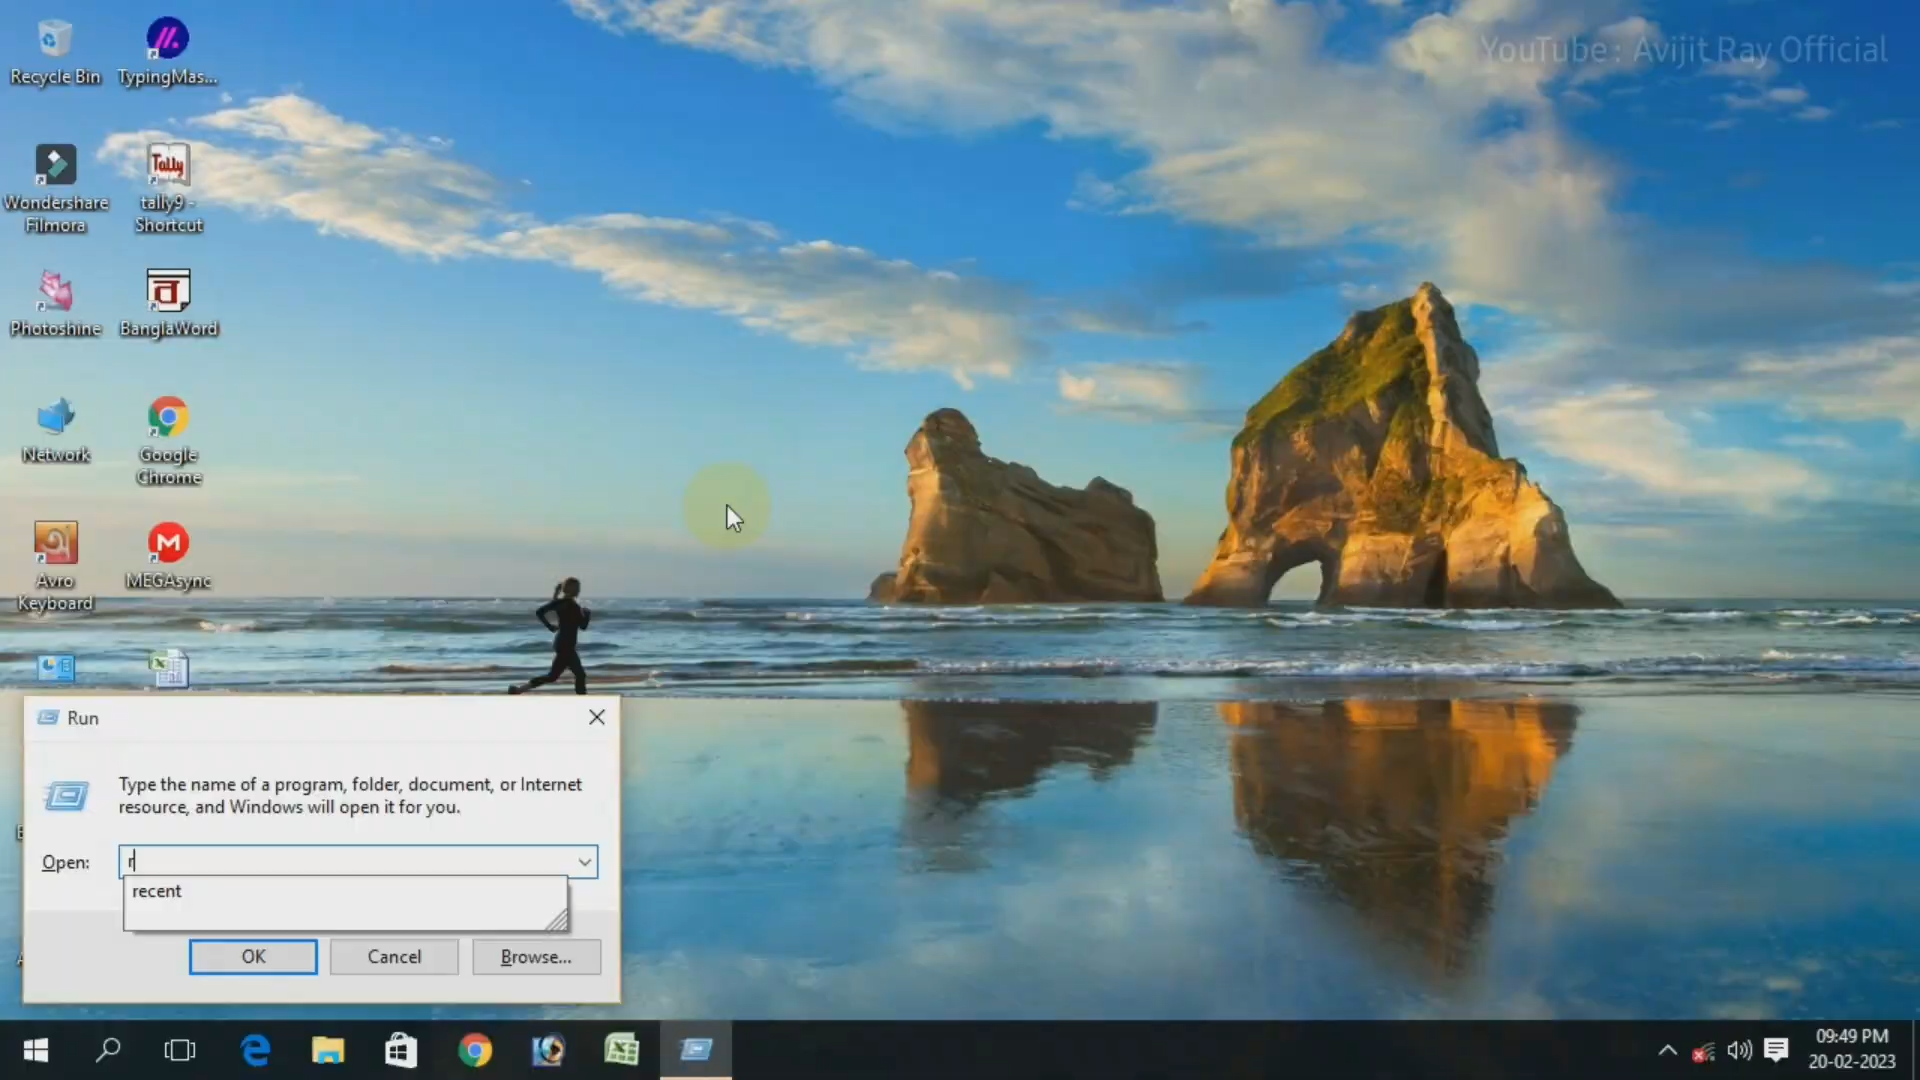 YouTube : Avijit Ray Official
Recycle Bin
TypingMas...
Wondershare
Filmora
Tally
tally9 -
Shortcut
Photoshine
BanglaWord
Network
Google
Chrome
Avro
Keyboard
MEGAsync
Run
Type the name of a program, folder, document, or Internet
resource, and Windows will open it for you.
Open:
r
recent
OK
Cancel
Browse...
09:49 PM
20-02-2023